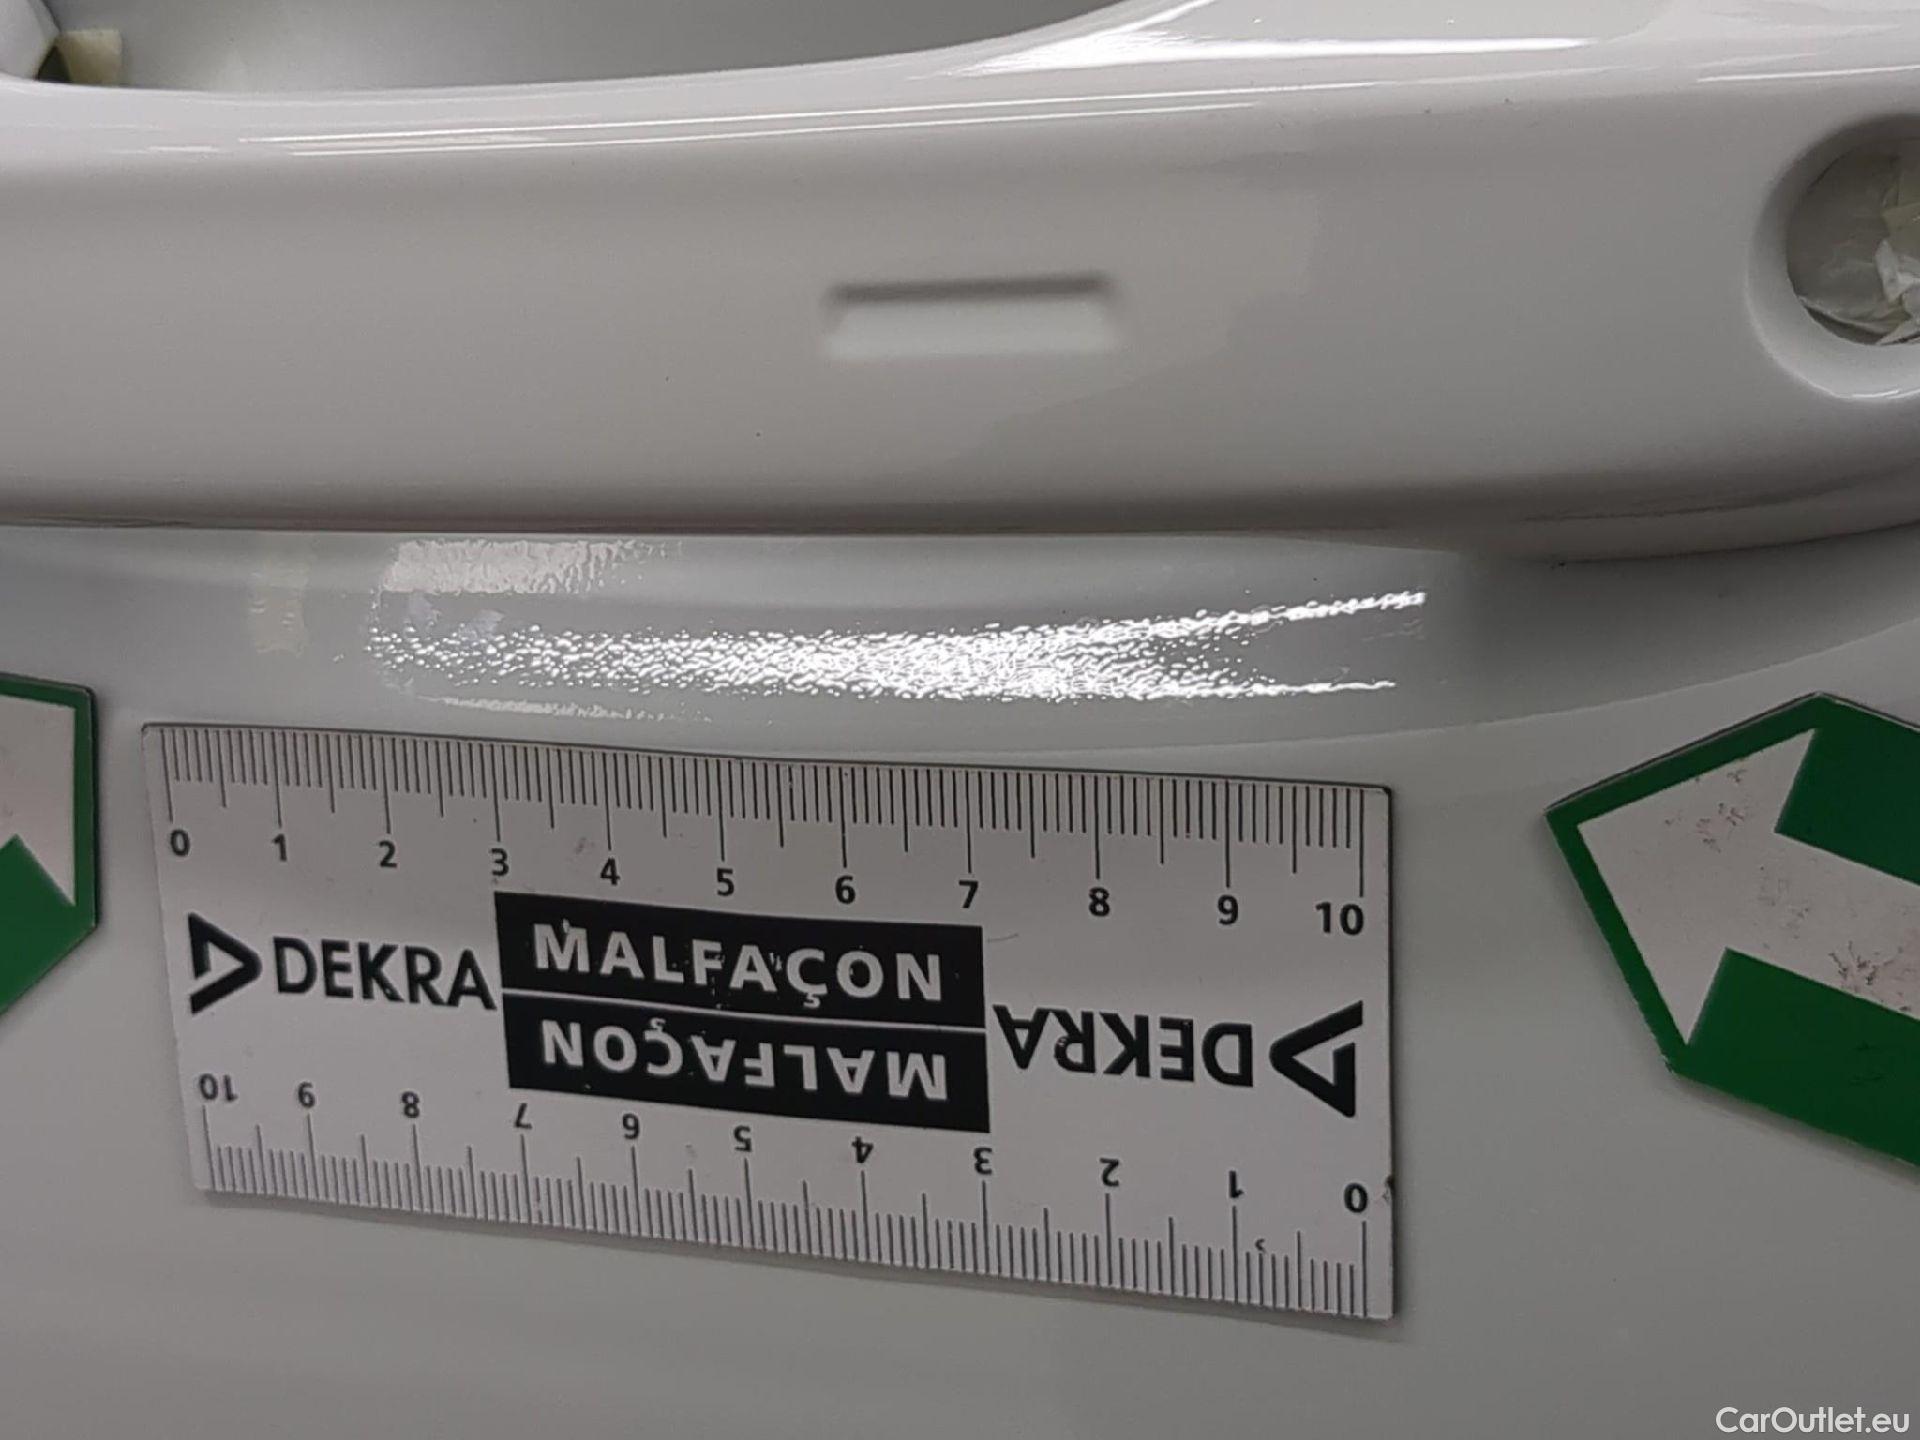 0 1 2 3 4 5 6 7 8 9 10
DEKRA MALFAÇON
MALFAÇON DEKRA
10 9 8 7 6 5 4 3 2 1 0
CarOutlet.eu